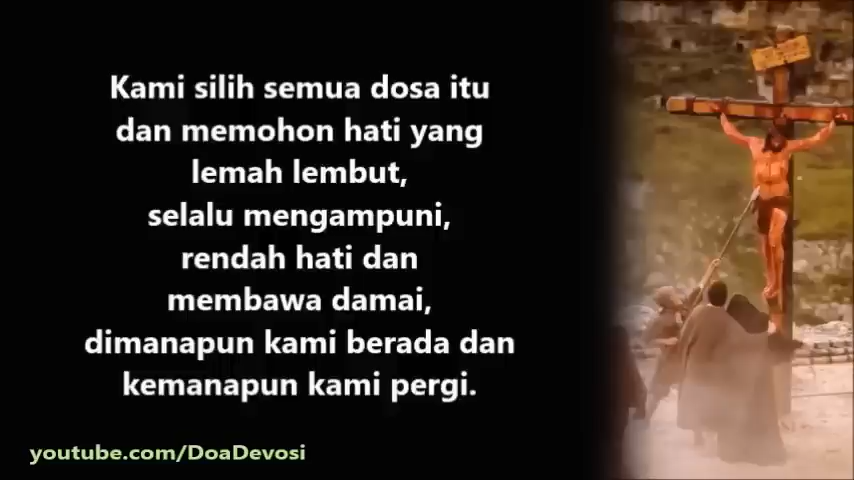 Kami silih semua dosa itu
dan memohon hati yang
lemah lembut,
selalu mengampuni,
rendah hati dan
membawa damai,
dimanapun kami berada dan
kemanapun kami pergi.
youtube.com/DoaDevosi